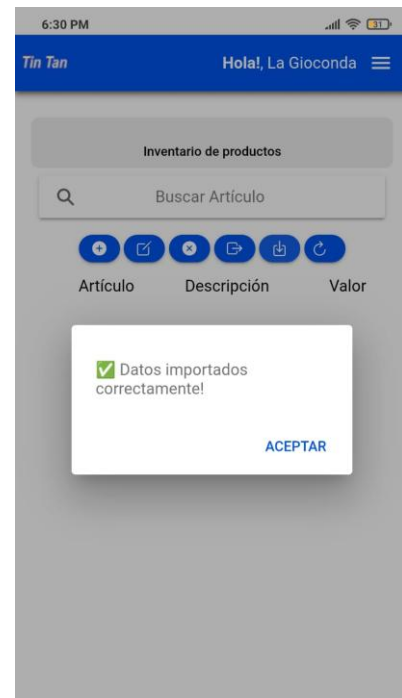 6:30 PM 31
Tin Tan Hola!, La Gioconda
Inventario de productos
Buscar Artículo
Artículo Descripción Valor
✅ Datos importados
correctamente!
ACEPTAR